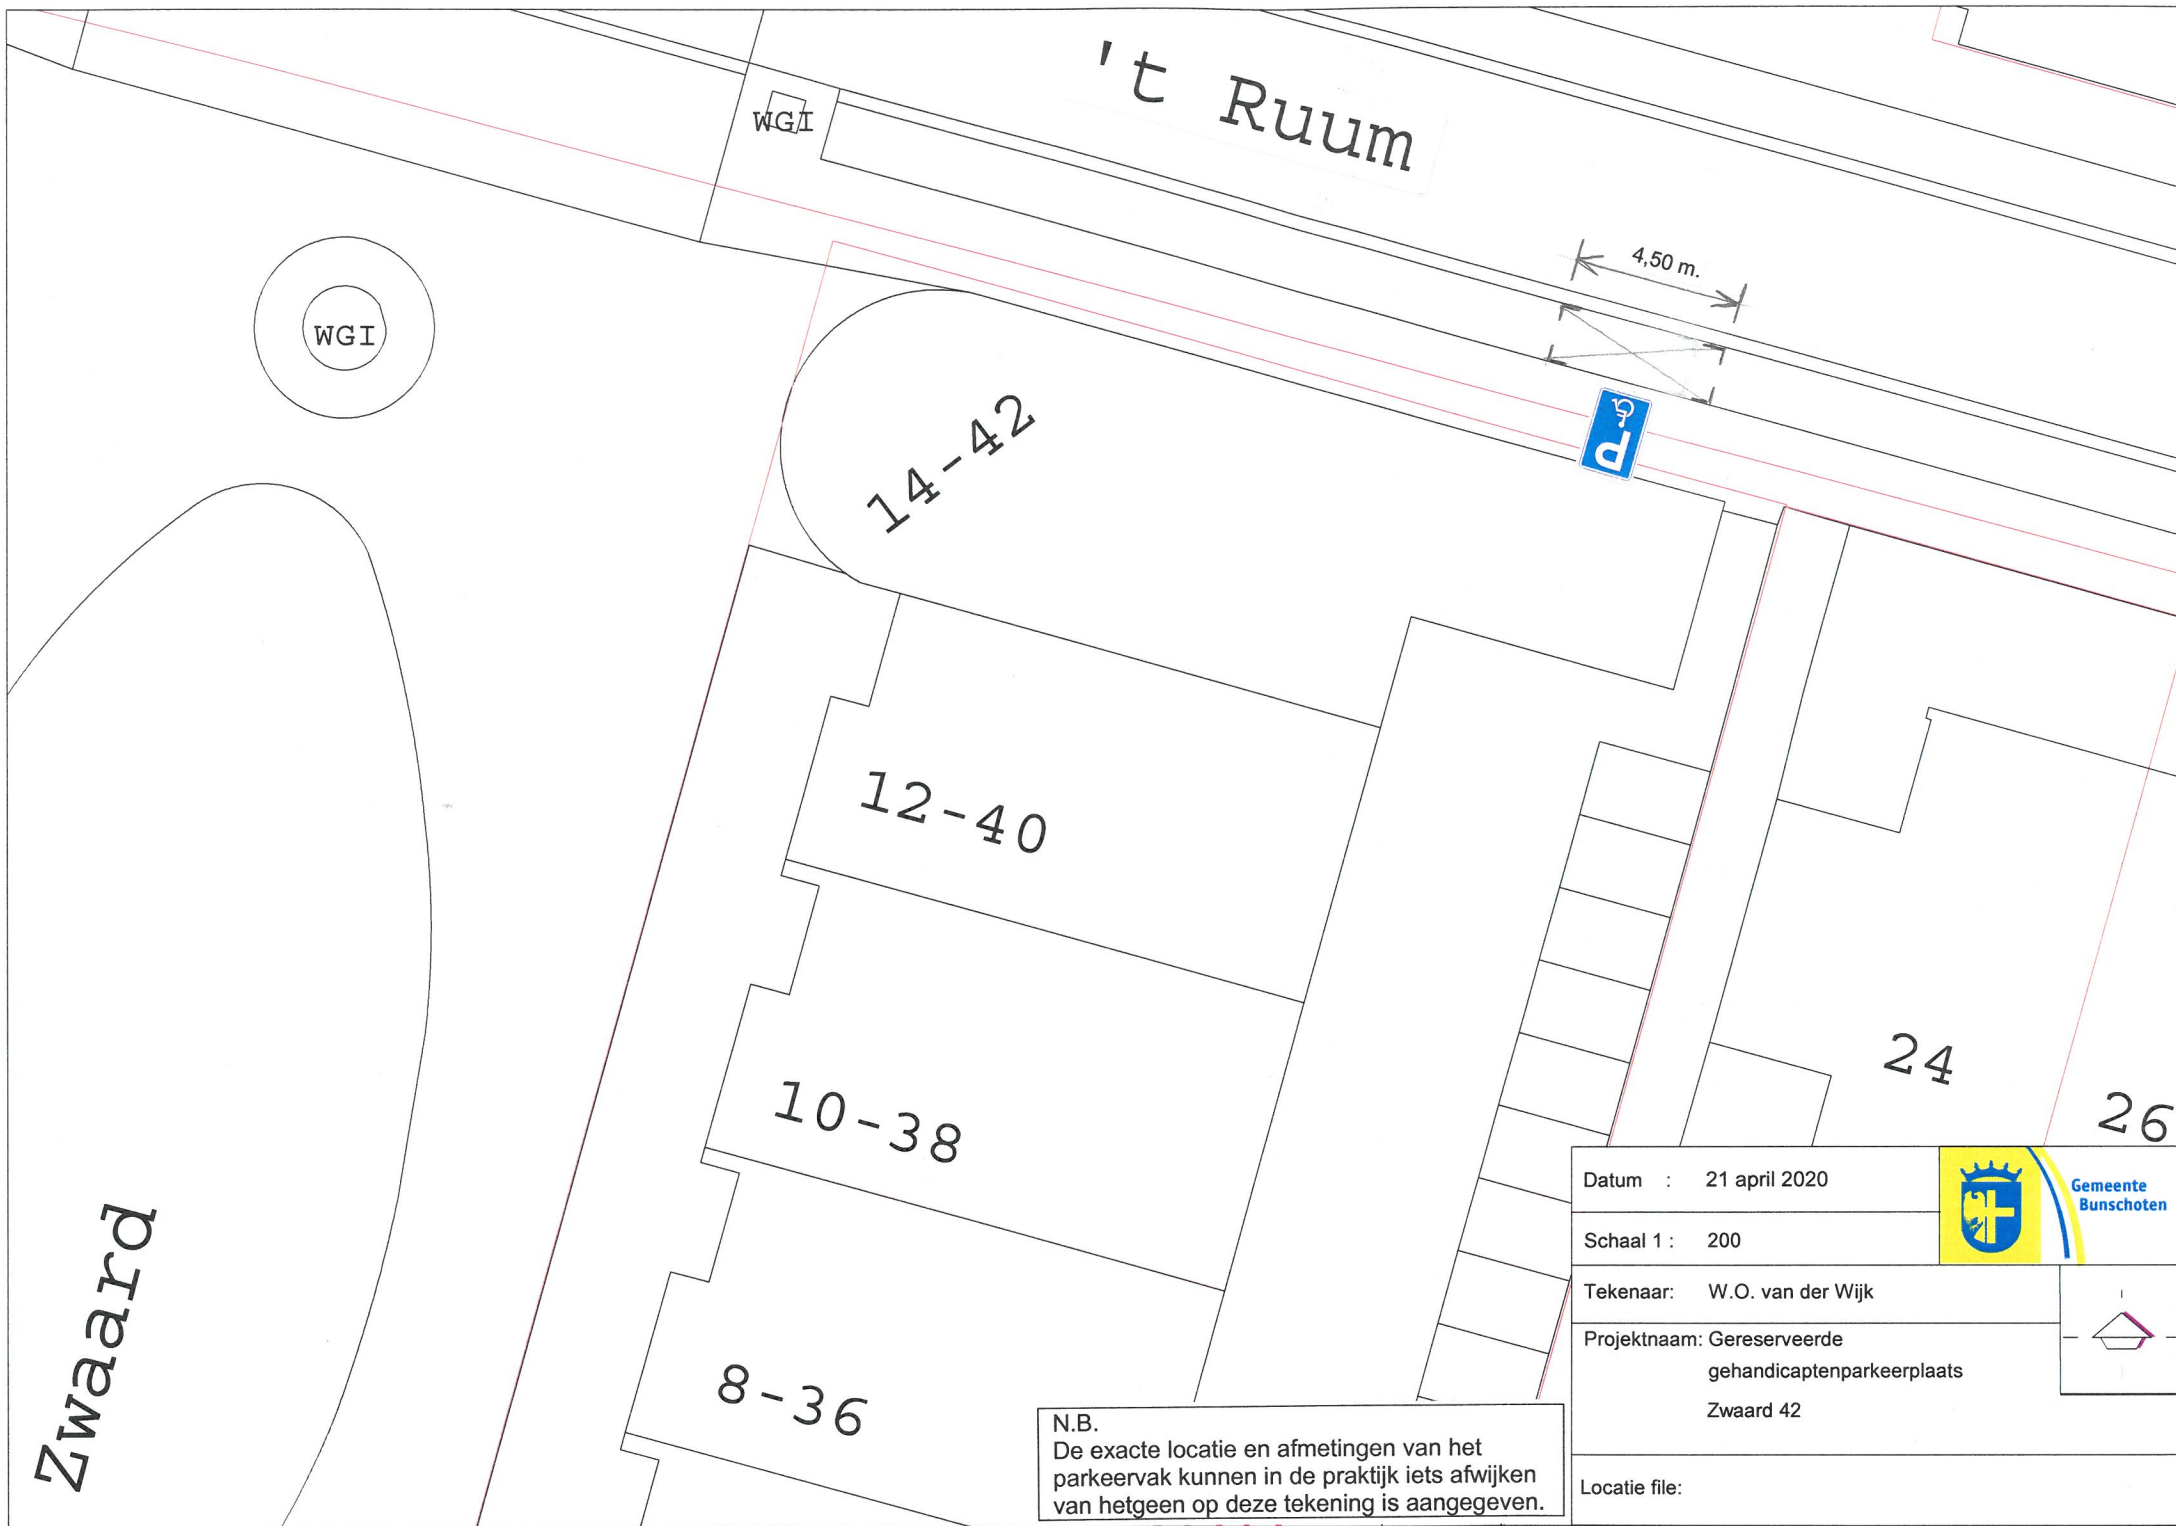 't Ruum
WGI
4,50 m.
WGI
P
14-42
12-40
10-38
24
26
8-36
Zwaard
Datum : 21 april 2020
Gemeente
Bunschoten
Schaal 1 : 200
Tekenaar: W.O. van der Wijk
Projektnaam: Gereserveerde
gehandicaptenparkeerplaats
Zwaard 42
Locatie file:
N.B.
De exacte locatie en afmetingen van het
parkeervak kunnen in de praktijk iets afwijken
van hetgeen op deze tekening is aangegeven.